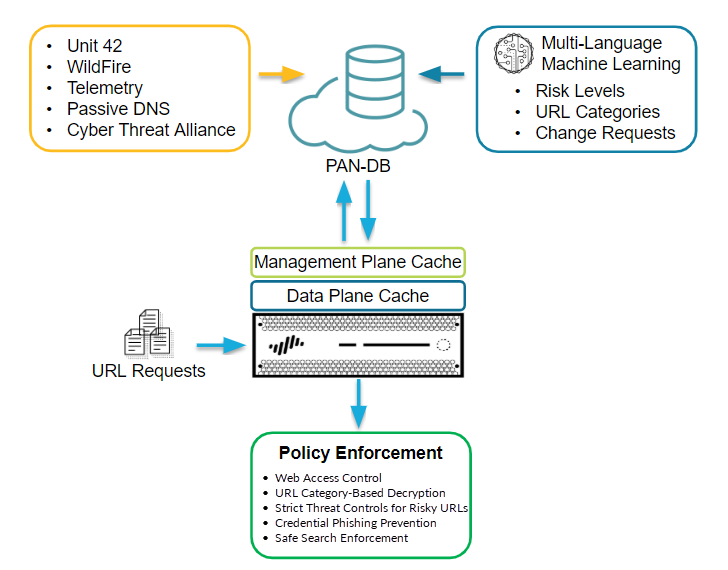 • Unit 42
• WildFire
• Telemetry
• Passive DNS
• Cyber Threat Alliance
Multi-Language
Machine Learning
• Risk Levels
• URL Categories
• Change Requests
PAN-DB
Management Plane Cache
Data Plane Cache
URL Requests
Policy Enforcement
• Web Access Control
• URL Category-Based Decryption
• Strict Threat Controls for Risky URLs
• Credential Phishing Prevention
• Safe Search Enforcement